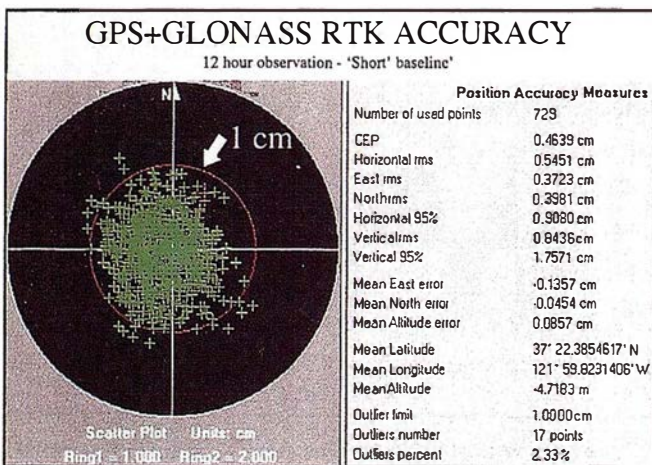 GPS+GLONASS RTK ACCURACY
12 hour observation - 'Short' baseline'
N
1 cm
Scatter Plot Units: cm
Ring1 = 1.000 Ring2 = 2.000
Position Accuracy Measures
Number of used points 729
CEP 0.4639 cm
Horizontal rms 0.5451 cm
East rms 0.3723 cm
North rms 0.3981 cm
Horizontal 95% 0.9080 cm
Vertical rms 0.8436 cm
Vertical 95% 1.7571 cm
Mean East error -0.1357 cm
Mean North error -0.0454 cm
Mean Altitude error 0.0857 cm
Mean Latitude 37° 22.3854617' N
Mean Longitude 121° 59.8231406' W
Mean Altitude -4.7183 m
Outlier limit 1.0000 cm
Outliers number 17 points
Outliers percent 2.33 %